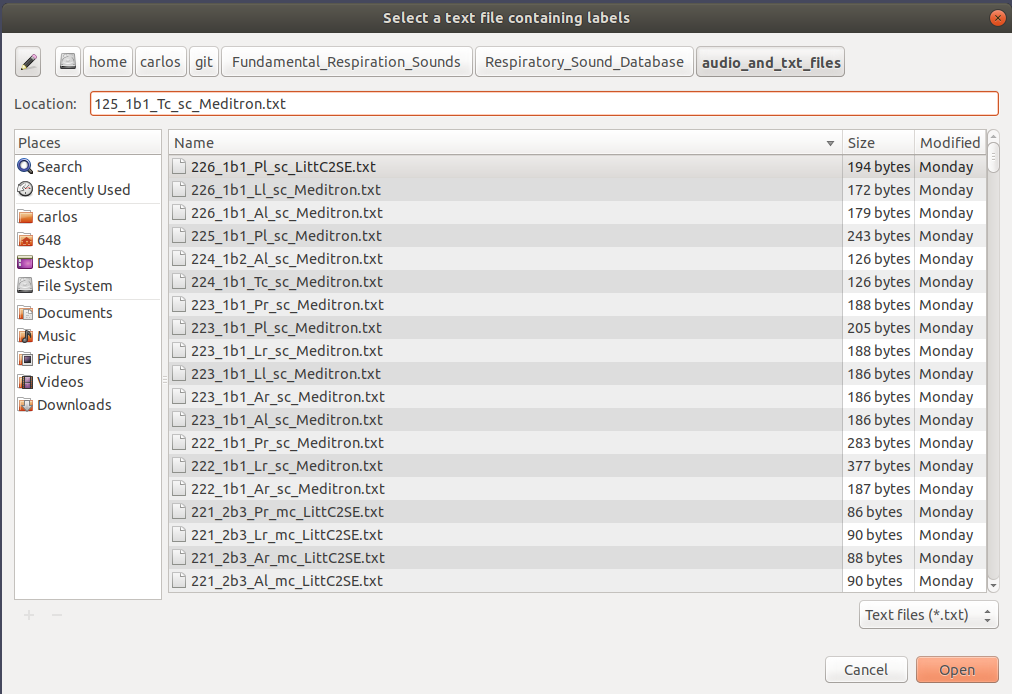 Select a text file containing labels
home carlos git Fundamental_Respiration_Sounds Respiratory_Sound_Database audio_and_txt_files
Location: 125_1b1_Tc_sc_Meditron.txt
Places
Search
Recently Used
carlos
648
Desktop
File System
Documents
Music
Pictures
Videos
Downloads
Name Size Modified
226_1b1_Pl_sc_LittC2SE.txt 194 bytes Monday
226_1b1_Ll_sc_Meditron.txt 172 bytes Monday
226_1b1_Al_sc_Meditron.txt 179 bytes Monday
225_1b1_Pl_sc_Meditron.txt 243 bytes Monday
224_1b2_Al_sc_Meditron.txt 126 bytes Monday
224_1b1_Tc_sc_Meditron.txt 126 bytes Monday
223_1b1_Pr_sc_Meditron.txt 188 bytes Monday
223_1b1_Pl_sc_Meditron.txt 205 bytes Monday
223_1b1_Lr_sc_Meditron.txt 188 bytes Monday
223_1b1_Ll_sc_Meditron.txt 186 bytes Monday
223_1b1_Ar_sc_Meditron.txt 186 bytes Monday
223_1b1_Al_sc_Meditron.txt 186 bytes Monday
222_1b1_Pr_sc_Meditron.txt 283 bytes Monday
222_1b1_Lr_sc_Meditron.txt 377 bytes Monday
222_1b1_Ar_sc_Meditron.txt 187 bytes Monday
221_2b3_Pr_mc_LittC2SE.txt 86 bytes Monday
221_2b3_Lr_mc_LittC2SE.txt 90 bytes Monday
221_2b3_Ar_mc_LittC2SE.txt 88 bytes Monday
221_2b3_Al_mc_LittC2SE.txt 90 bytes Monday
Text files (*.txt)
Cancel Open